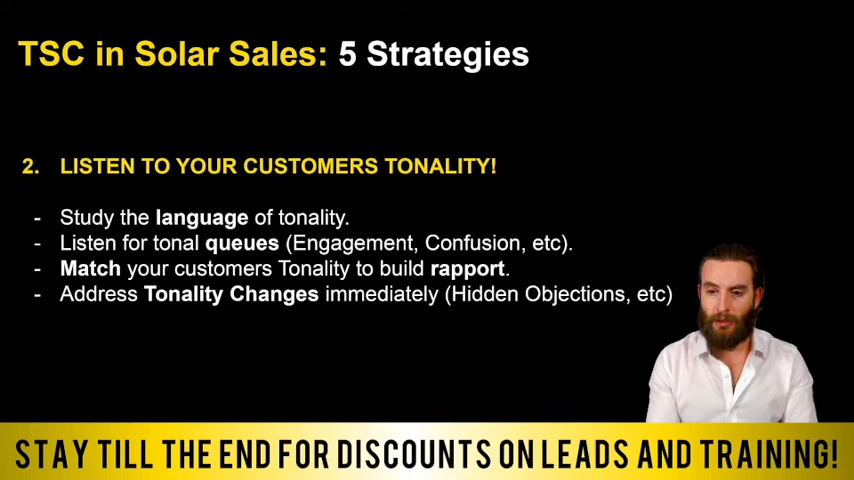 TSC in Solar Sales: 5 Strategies
2. LISTEN TO YOUR CUSTOMERS TONALITY!
- Study the language of tonality.
- Listen for tonal queues (Engagement, Confusion, etc).
- Match your customers Tonality to build rapport.
- Address Tonality Changes immediately (Hidden Objections, etc)
STAY TILL THE END FOR DISCOUNTS ON LEADS AND TRAINING!